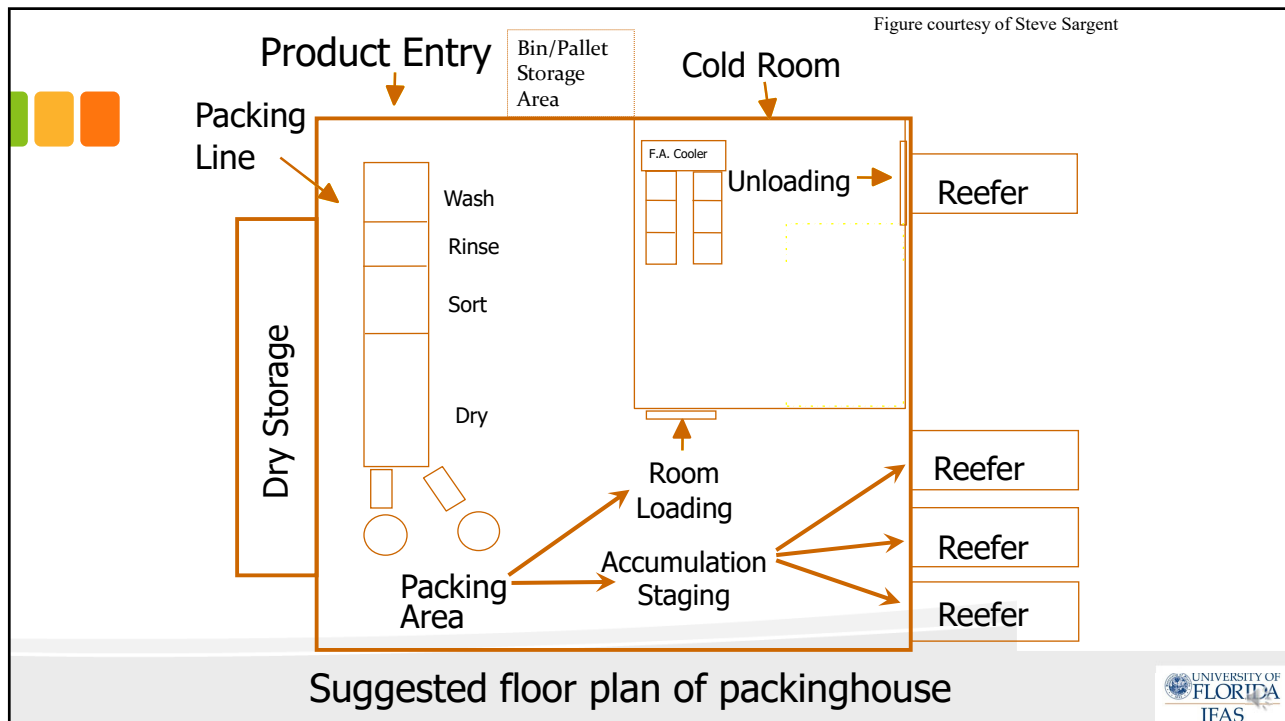 Figure courtesy of Steve Sargent
Product Entry
Bin/Pallet
Storage
Area
Cold Room
Packing
Line
F.A. Cooler
Unloading
Reefer
Wash
Rinse
Sort
Dry
Dry Storage
Room
Loading
Reefer
Accumulation
Staging
Reefer
Packing
Area
Reefer
Suggested floor plan of packinghouse
UNIVERSITY OF
FLORIDA
IFAS